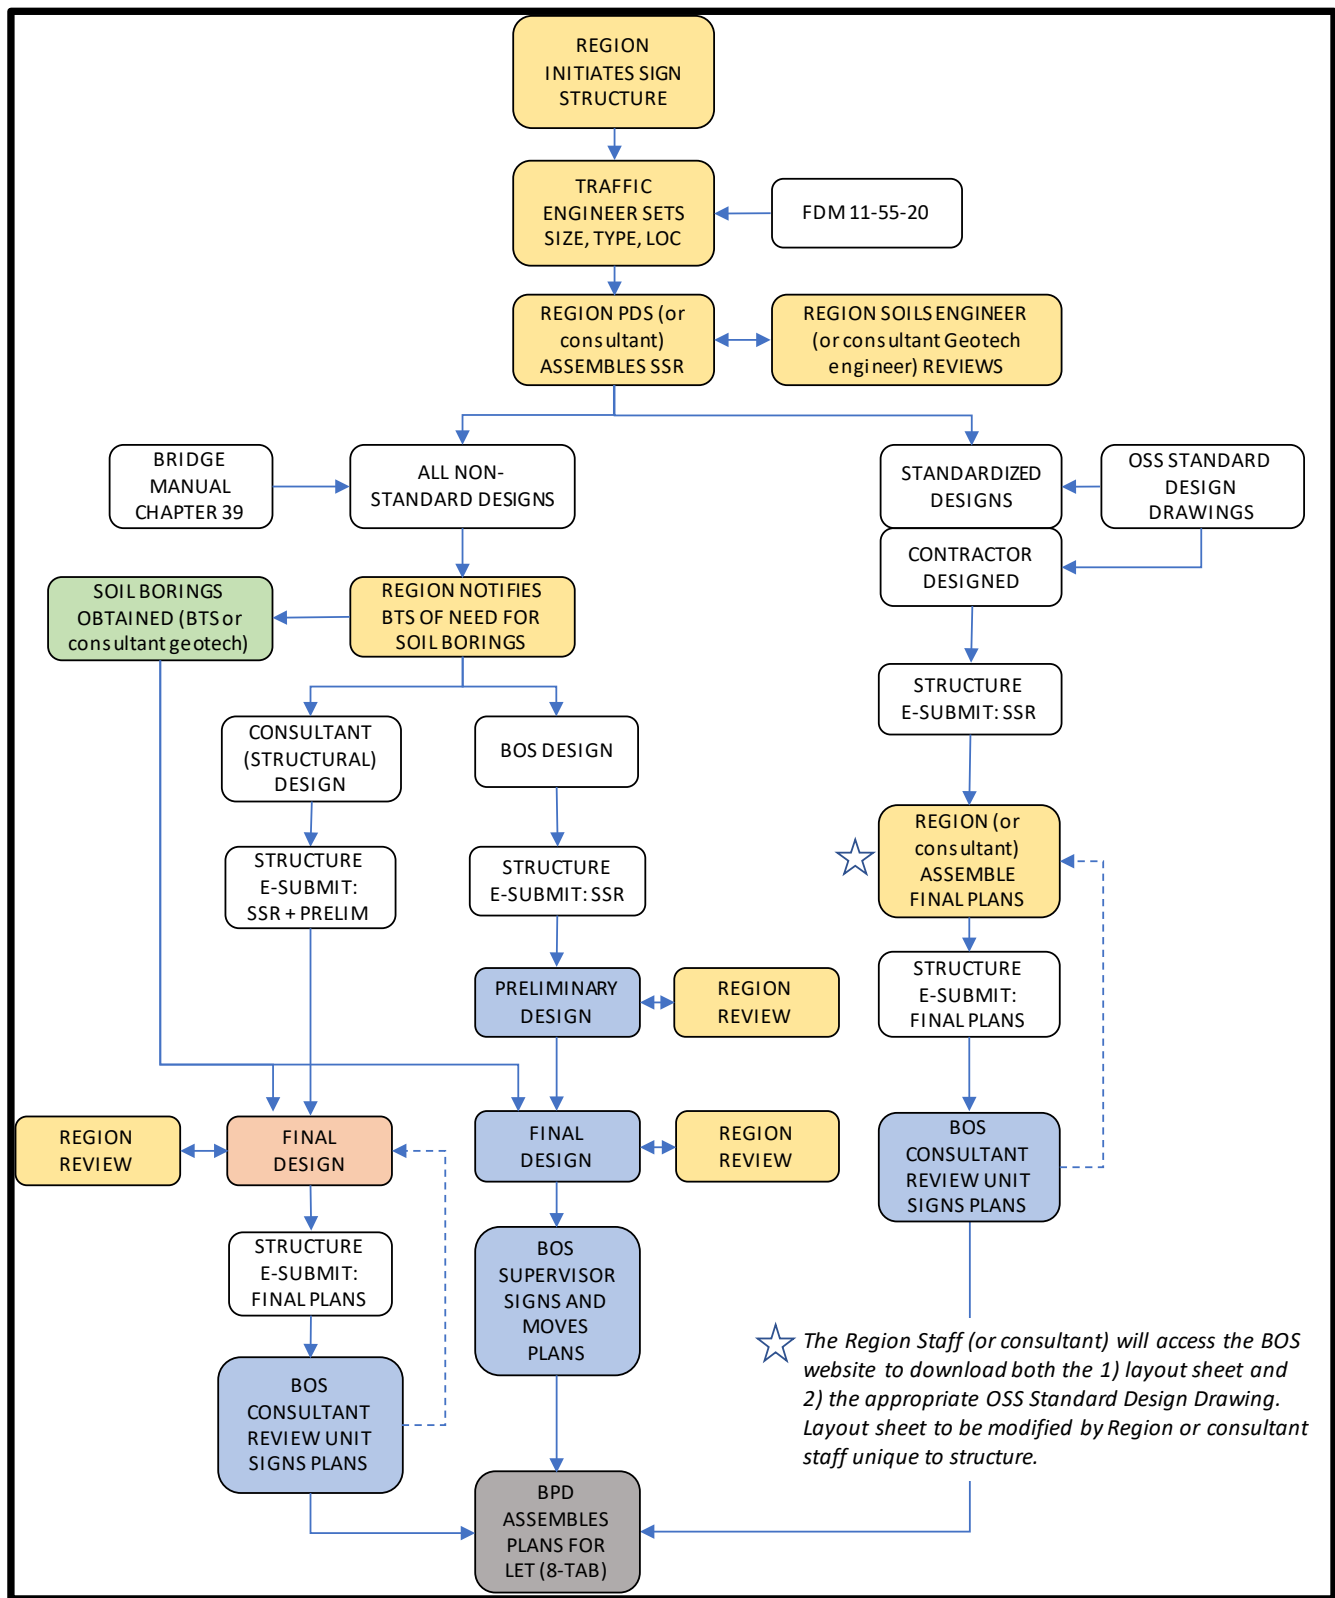 REGION
INITIATES SIGN
STRUCTURE
TRAFFIC
ENGINEER SETS
SIZE, TYPE, LOC
FDM 11-55-20
REGION PDS (or
consultant)
ASSEMBLES SSR
REGION SOILS ENGINEER
(or consultant Geotech
engineer) REVIEWS
BRIDGE
MANUAL
CHAPTER 39
ALL NON-
STANDARD DESIGNS
STANDARDIZED
DESIGNS
OSS STANDARD
DESIGN
DRAWINGS
CONTRACTOR
DESIGNED
SOIL BORINGS
OBTAINED (BTS or
consultant geotech)
REGION NOTIFIES
BTS OF NEED FOR
SOIL BORINGS
STRUCTURE
E-SUBMIT: SSR
CONSULTANT
(STRUCTURAL)
DESIGN
BOS DESIGN
REGION (or
consultant)
ASSEMBLE
FINAL PLANS
STRUCTURE
E-SUBMIT:
SSR + PRELIM
STRUCTURE
E-SUBMIT: SSR
STRUCTURE
E-SUBMIT:
FINAL PLANS
PRELIMINARY
DESIGN
REGION
REVIEW
REGION
REVIEW
FINAL
DESIGN
FINAL
DESIGN
REGION
REVIEW
BOS
CONSULTANT
REVIEW UNIT
SIGNS PLANS
STRUCTURE
E-SUBMIT:
FINAL PLANS
BOS
SUPERVISOR
SIGNS AND
MOVES
PLANS
BOS
CONSULTANT
REVIEW UNIT
SIGNS PLANS
The Region Staff (or consultant) will access the BOS
website to download both the 1) layout sheet and
2) the appropriate OSS Standard Design Drawing.
Layout sheet to be modified by Region or consultant
staff unique to structure.
BPD
ASSEMBLES
PLANS FOR
LET (8-TAB)